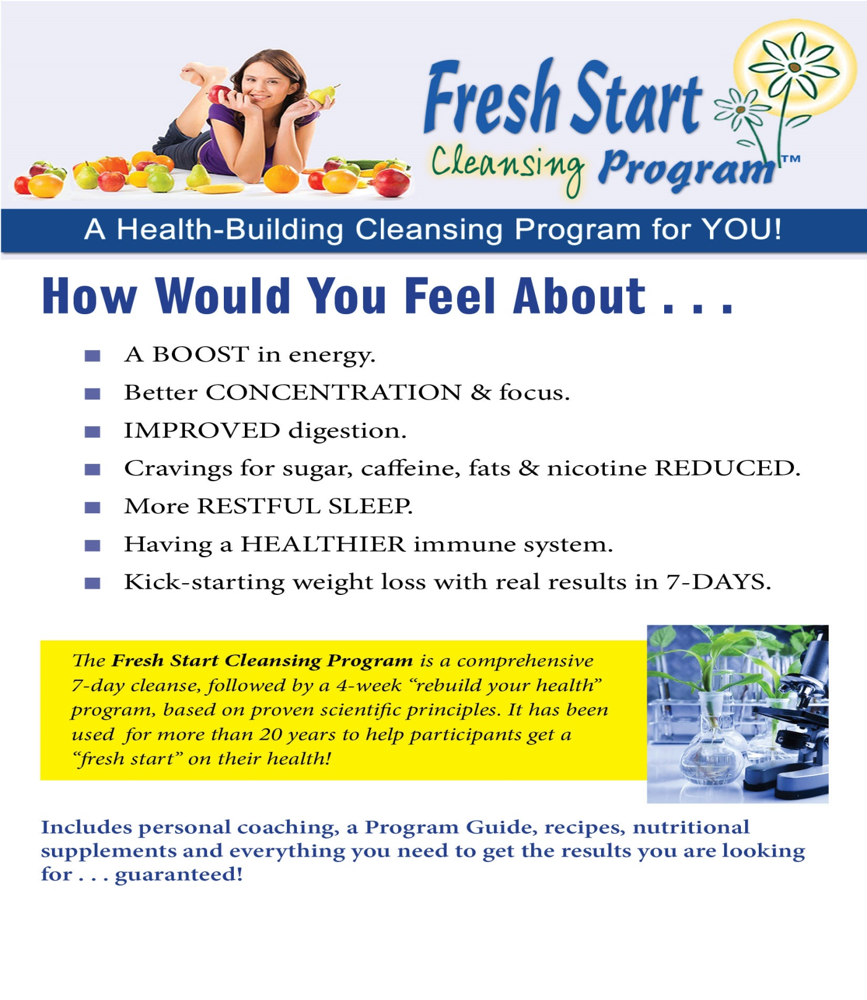 Fresh Start
Cleansing Program™
A Health-Building Cleansing Program for YOU!
How Would You Feel About . . .
■ A BOOST in energy.
■ Better CONCENTRATION & focus.
■ IMPROVED digestion.
■ Cravings for sugar, caffeine, fats & nicotine REDUCED.
■ More RESTFUL SLEEP.
■ Having a HEALTHIER immune system.
■ Kick-starting weight loss with real results in 7-DAYS.
The Fresh Start Cleansing Program is a comprehensive
7-day cleanse, followed by a 4-week “rebuild your health”
program, based on proven scientific principles. It has been
used for more than 20 years to help participants get a
“fresh start” on their health!
Includes personal coaching, a Program Guide, recipes, nutritional
supplements and everything you need to get the results you are looking
for . . . guaranteed!